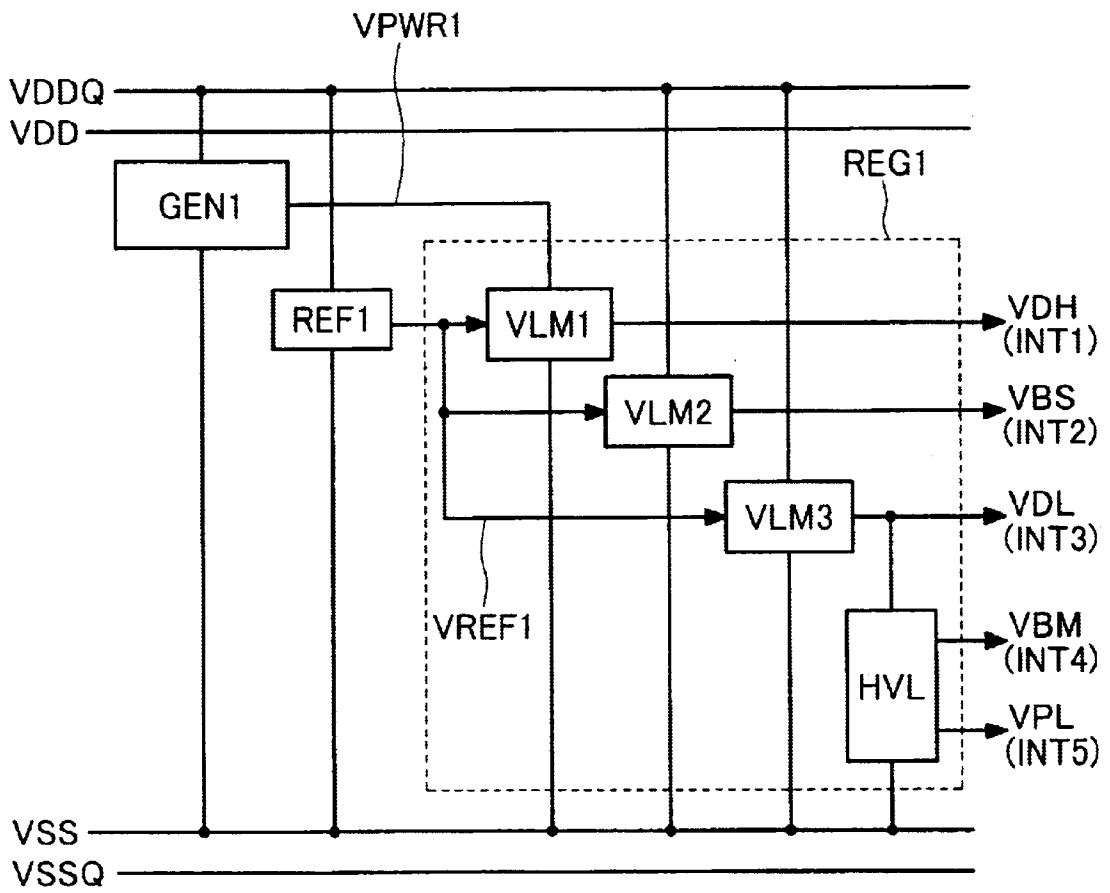 VPWR1
VDDQ
VDD
REG1
GEN1
REF1
VLM1
VDH
(INT1)
VLM2
VBS
(INT2)
VLM3
VDL
(INT3)
VREF1
HVL
VBM
(INT4)
VPL
(INT5)
VSS
VSSQ